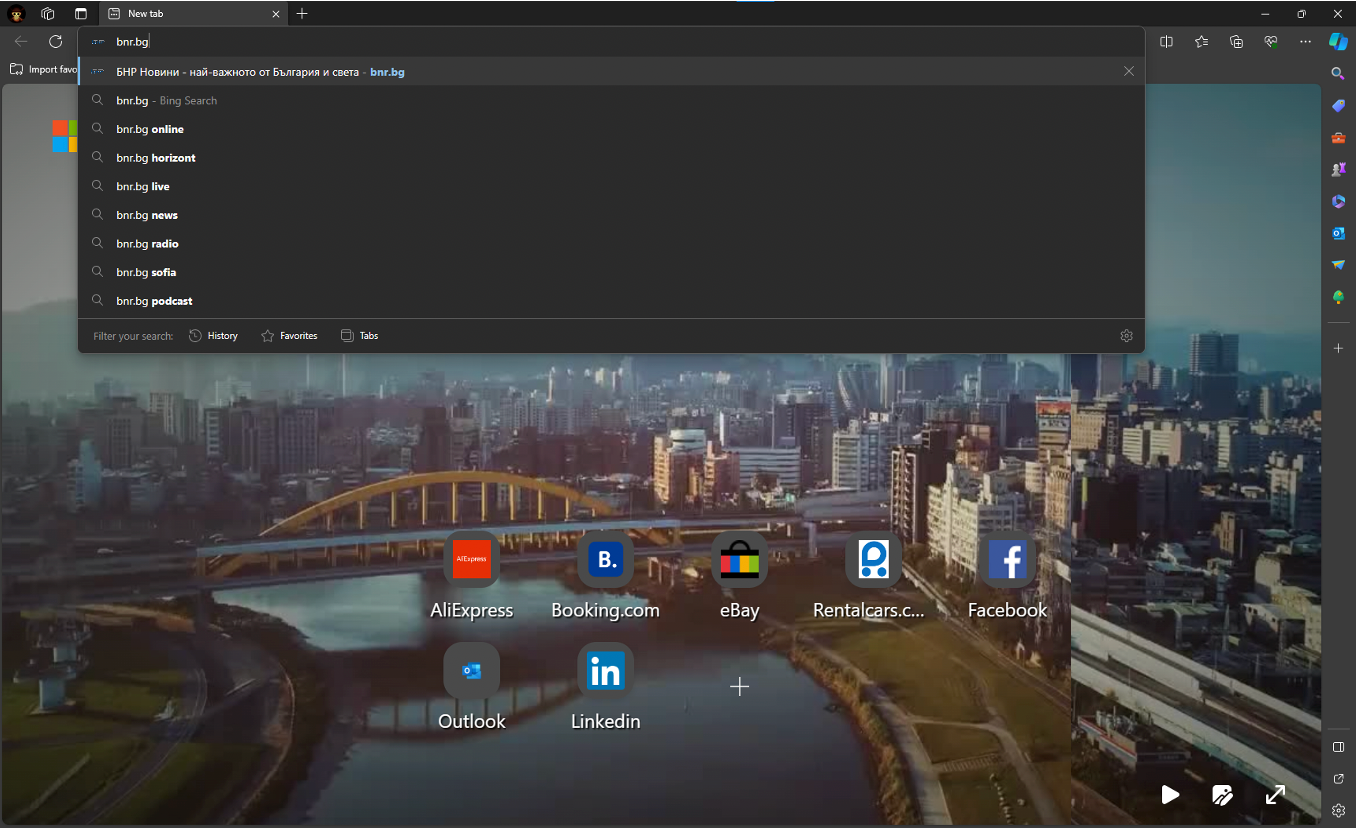 New tab
bnr.bg
Import favo
БНР Новини - най-важното от България и света - bnr.bg
bnr.bg - Bing Search
bnr.bg online
bnr.bg horizont
bnr.bg live
bnr.bg news
bnr.bg radio
bnr.bg sofia
bnr.bg podcast
Filter your search: History Favorites Tabs
AliExpress
B.
AliExpress Booking.com eBay Rentalcars.c... Facebook
in
Outlook Linkedin